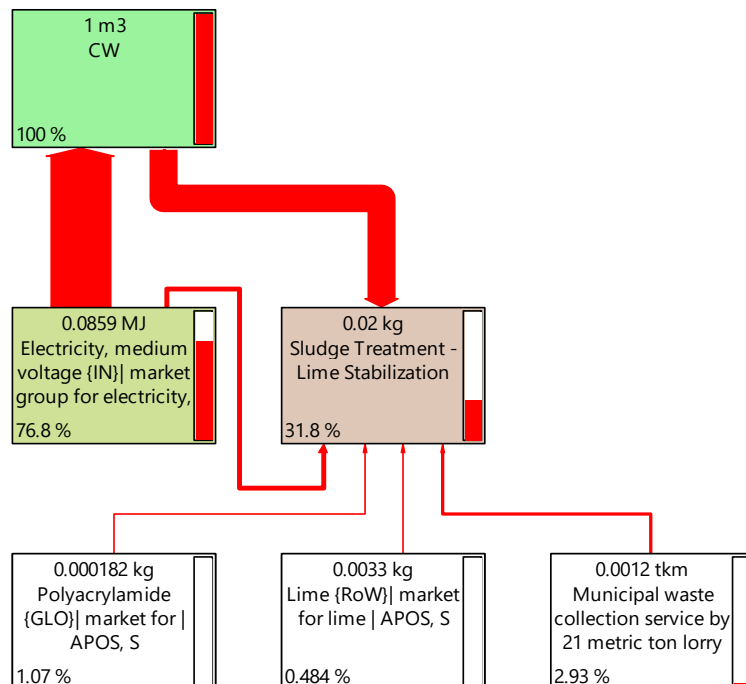 1 m3
CW
100 %
0.0859 MJ
Electricity, medium
voltage {IN}| market
group for electricity,
76.8 %
0.02 kg
Sludge Treatment -
Lime Stabilization
31.8 %
0.000182 kg
Polyacrylamide
{GLO}| market for |
APOS, S
1.07 %
0.0033 kg
Lime {RoW}| market
for lime | APOS, S
0.484 %
0.0012 tkm
Municipal waste
collection service by
21 metric ton lorry
2.93 %